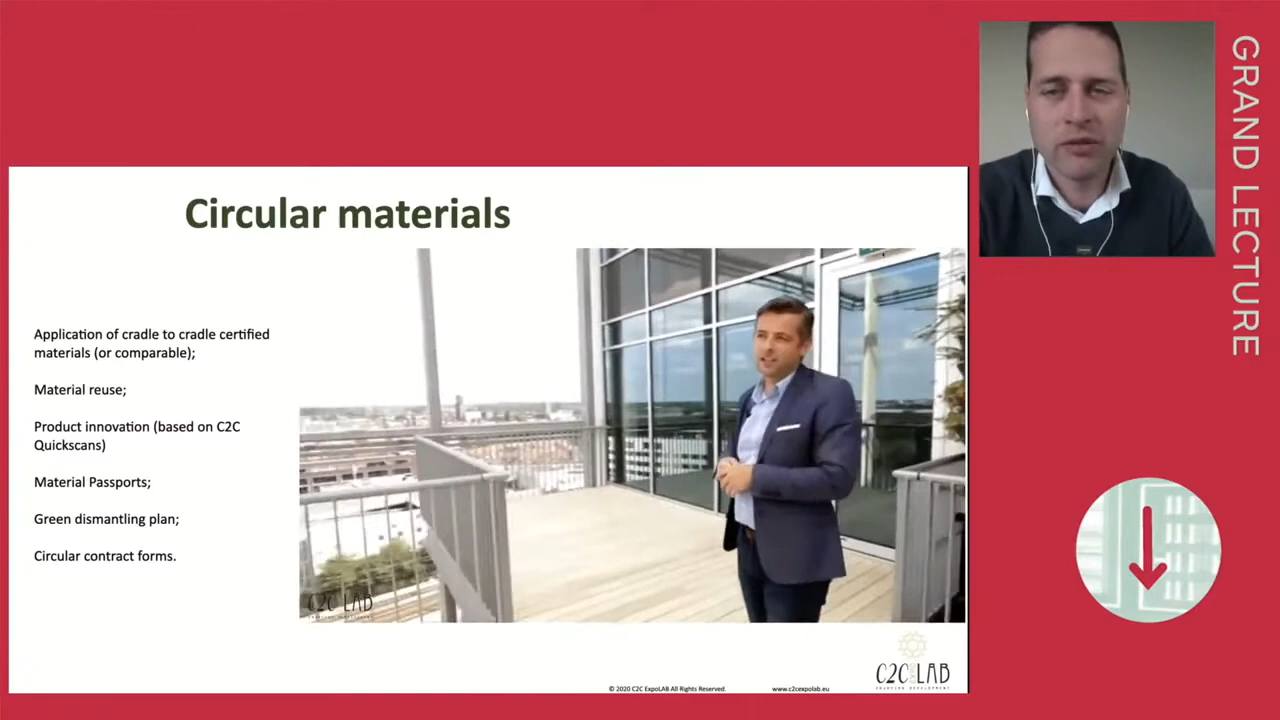 Circular materials
Application of cradle to cradle certified
materials (or comparable);
Material reuse;
Product innovation (based on C2C
Quickscans)
Material Passports;
Green dismantling plan;
Circular contract forms.
C2C LAB
© 2020 C2C ExpoLAB All Rights Reserved.
www.c2cexpolab.eu
C2C EXPO LAB
GRAND LECTURE